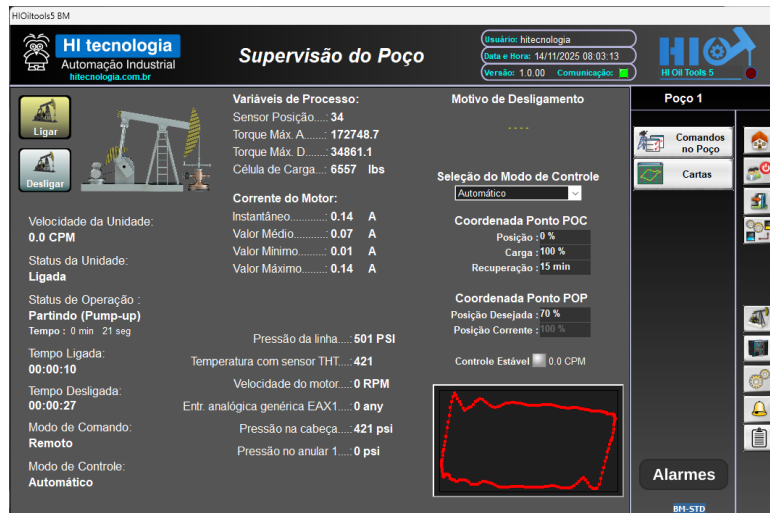 HIOiltools5 BM
HI tecnologia
Automação Industrial
hitecnologia.com.br
Supervisão do Poço
Usuário: hitecnologia
Data e Hora: 14/11/2025 08:03:13
Versão: 1.0.00 Comunicação:
HIO
HI Oil Tools 5
Ligar
Desligar
Velocidade da Unidade:
0.0 CPM
Status da Unidade:
Ligada
Status de Operação :
Partindo (Pump-up)
Tempo : 0 min 21 seg
Tempo Ligada:
00:00:10
Tempo Desligada:
00:00:27
Modo de Comando:
Remoto
Modo de Controle:
Automático
Variáveis de Processo:
Sensor Posição....: 34
Torque Máx. A.......: 172748.7
Torque Máx. D.......: 34861.1
Célula de Carga...: 6557 lbs
Corrente do Motor:
Instantâneo............: 0.14 A
Valor Médio............: 0.07 A
Valor Mínimo..........: 0.01 A
Valor Máximo.........: 0.14 A
Pressão da linha....: 501 PSI
Temperatura com sensor THT....: 421
Velocidade do motor....: 0 RPM
Entr. analógica genérica EAX1....: 0 any
Pressão na cabeça....: 421 psi
Pressão no anular 1....: 0 psi
Motivo de Desligamento
----
Seleção do Modo de Controle
Automático
Coordenada Ponto POC
Posição : 0 %
Carga : 100 %
Recuperação : 15 min
Coordenada Ponto POP
Posição Desejada : 70 %
Posição Corrente : 100 %
Controle Estável 0.0 CPM
Poço 1
Comandos
no Poço
Cartas
Alarmes
BM-STD